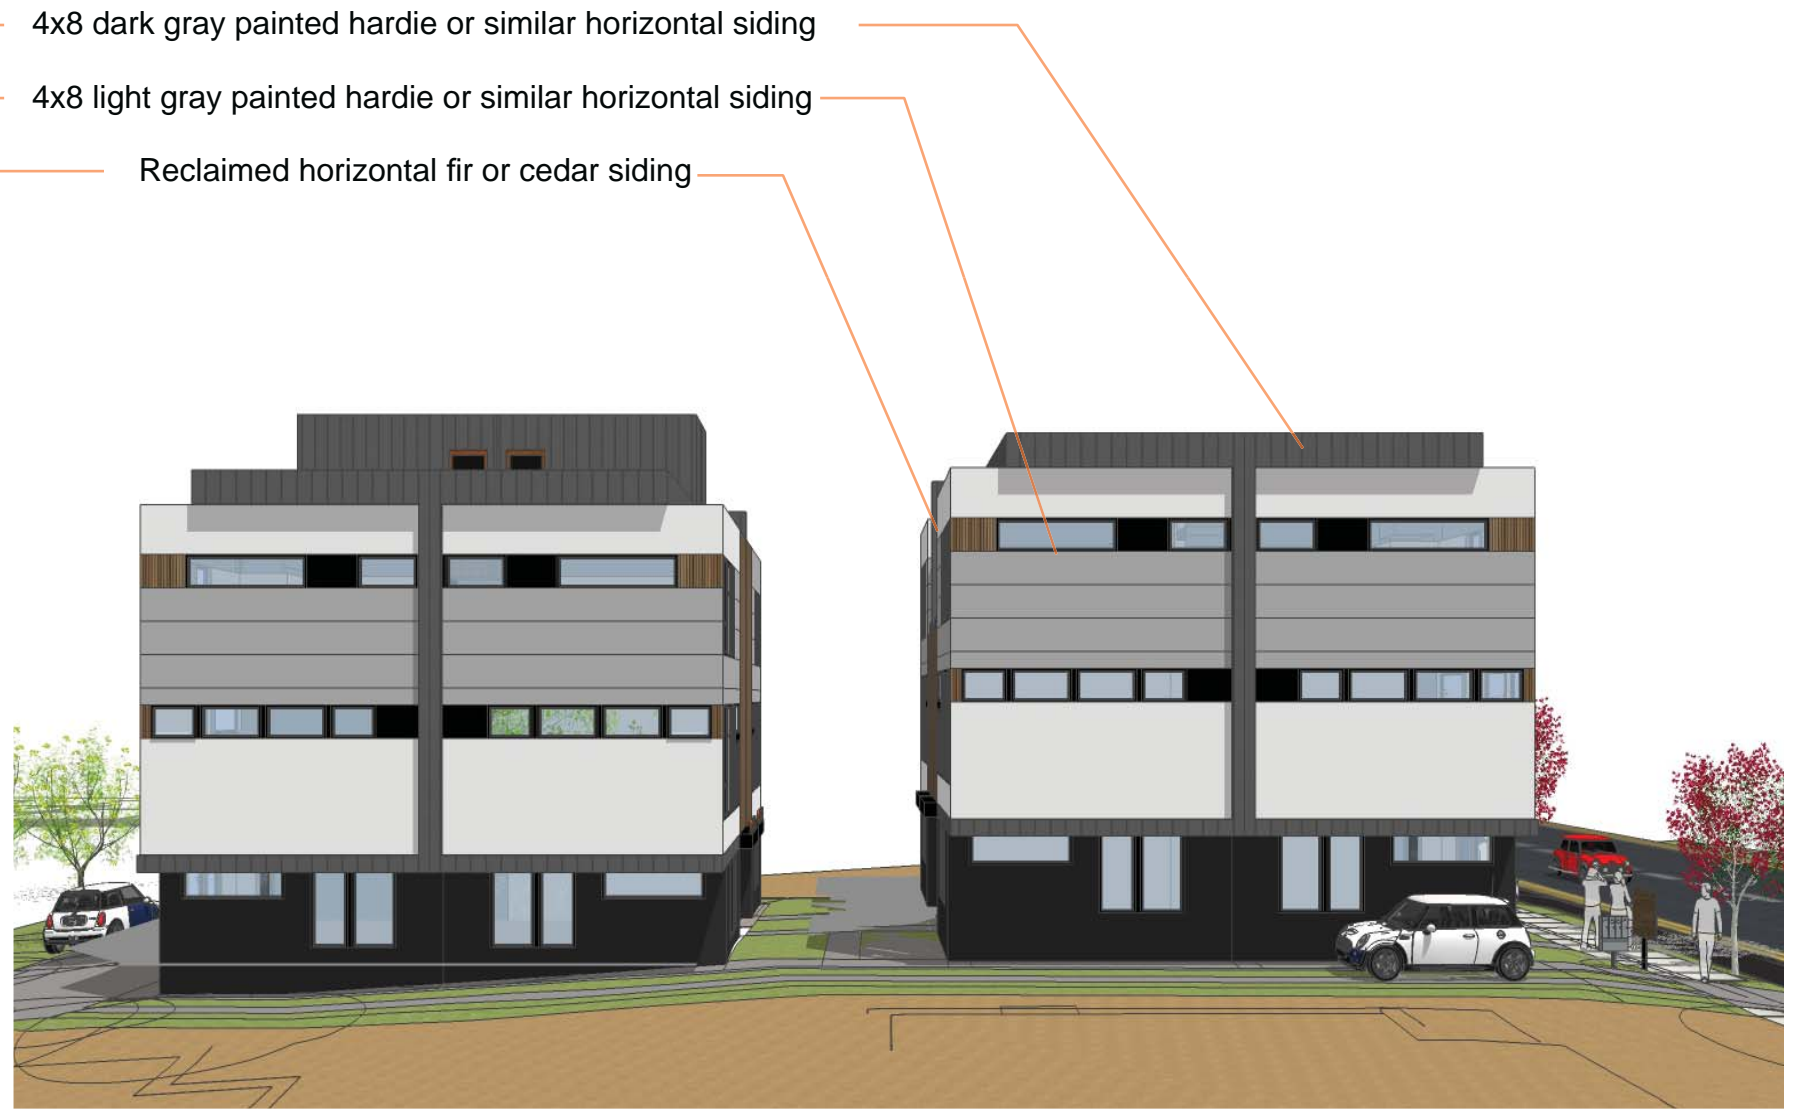 4x8 dark gray painted hardie or similar horizontal siding
4x8 light gray painted hardie or similar horizontal siding
Reclaimed horizontal fir or cedar siding